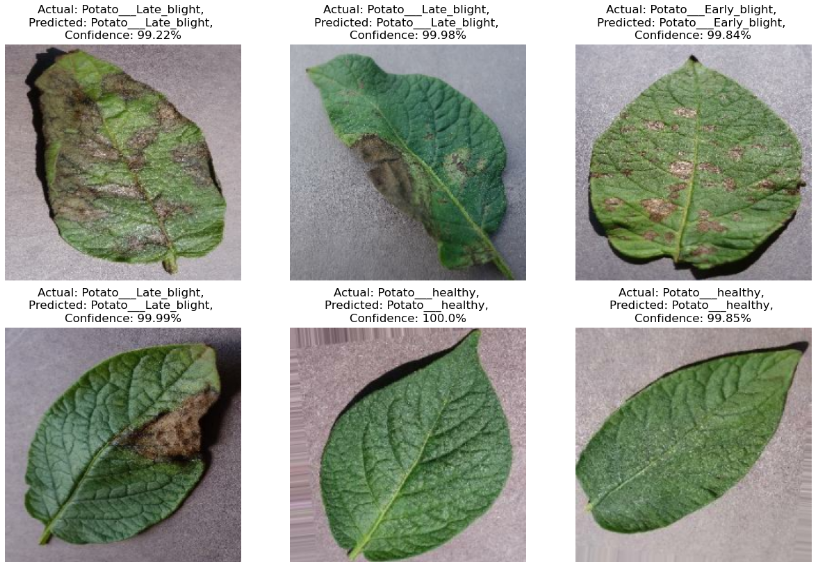 Actual: Potato___Late_blight,
Predicted: Potato___Late_blight,
Confidence: 99.22%
Actual: Potato___Late_blight,
Predicted: Potato___Late_blight,
Confidence: 99.98%
Actual: Potato___Early_blight,
Predicted: Potato___Early_blight,
Confidence: 99.84%
Actual: Potato___Late_blight,
Predicted: Potato___Late_blight,
Confidence: 99.99%
Actual: Potato___healthy,
Predicted: Potato___healthy,
Confidence: 100.0%
Actual: Potato___healthy,
Predicted: Potato___healthy,
Confidence: 99.85%